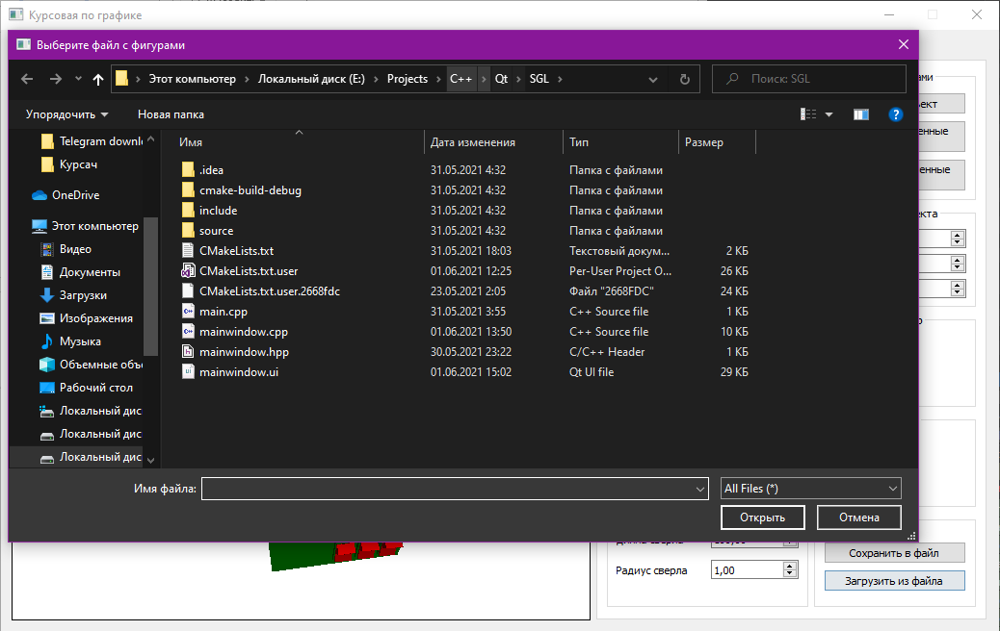 Курсовая по графике
Выберите файл с фигурами
Этот компьютер › Локальный диск (E:) › Projects › C++ › Qt › SGL ›
Поиск: SGL
Упорядочить
Новая папка
Имя Дата изменения Тип Размер
.idea 31.05.2021 4:32 Папка с файлами
cmake-build-debug 31.05.2021 4:32 Папка с файлами
include 31.05.2021 4:32 Папка с файлами
source 31.05.2021 4:32 Папка с файлами
CMakeLists.txt 31.05.2021 18:03 Текстовый докум... 2 КБ
CMakeLists.txt.user 01.06.2021 12:25 Per-User Project O... 26 КБ
CMakeLists.txt.user.2668fdc 23.05.2021 2:05 Файл "2668FDC" 24 КБ
main.cpp 31.05.2021 3:55 C++ Source file 1 КБ
mainwindow.cpp 01.06.2021 13:50 C++ Source file 10 КБ
mainwindow.hpp 30.05.2021 23:22 C/C++ Header 1 КБ
mainwindow.ui 01.06.2021 15:02 Qt UI file 29 КБ
Telegram downl
Курсач
OneDrive
Этот компьютер
Видео
Документы
Загрузки
Изображения
Музыка
Объемные объ
Рабочий стол
Локальный дис
Локальный дис
Локальный дис
Имя файла:
All Files (*)
Открыть
Отмена
ами
ект
енные
енные
екта
Радиус сверла
1,00
Сохранить в файл
Загрузить из файла